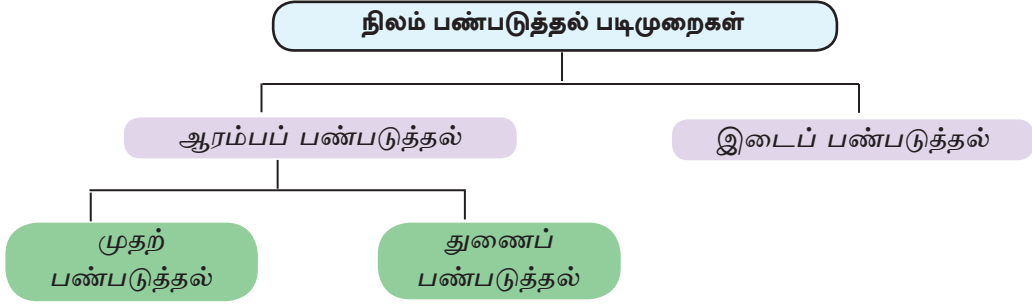 நிலம் பண்படுத்தல் படிமுறைகள்
ஆரம்பப் பண்படுத்தல்
இடைப் பண்படுத்தல்
முதற்
பண்படுத்தல்
துணைப்
பண்படுத்தல்